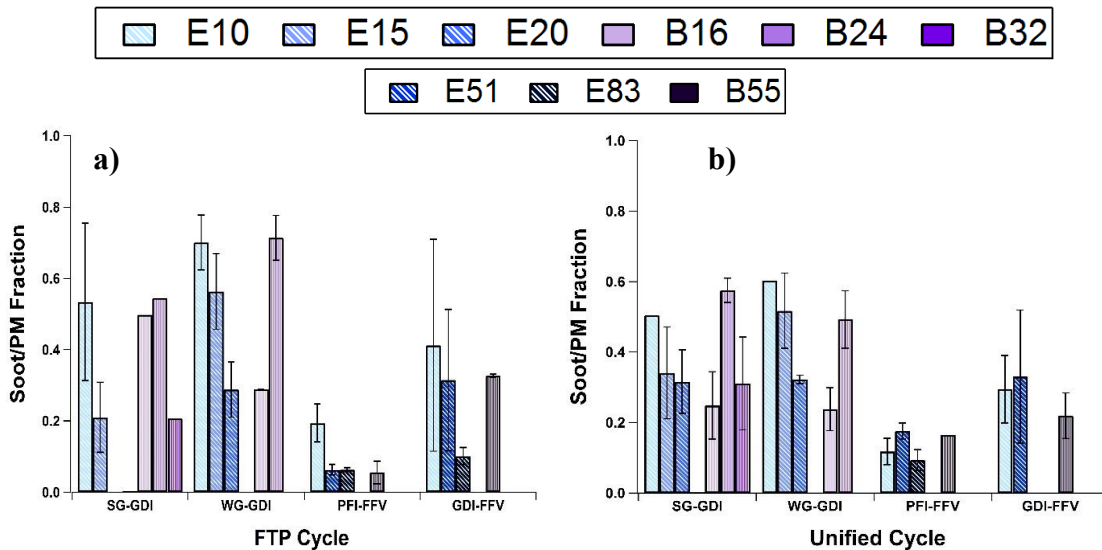 E10 E15 E20 B16 B24 B32
E51 E83 B55
a)
1.0
0.8
0.6
0.4
0.2
0.0
Soot/PM Fraction
SG-GDI WG-GDI PFI-FFV GDI-FFV
FTP Cycle
b)
1.0
0.8
0.6
0.4
0.2
0.0
Soot/PM Fraction
SG-GDI WG-GDI PFI-FFV GDI-FFV
Unified Cycle